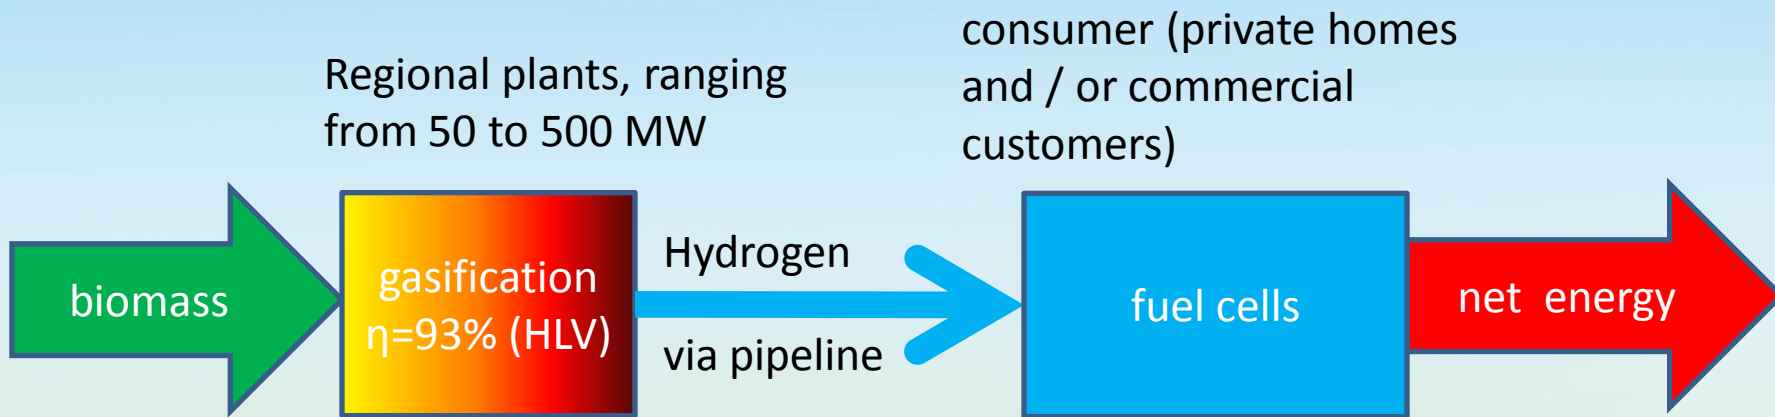 Regional plants, ranging
from 50 to 500 MW
consumer (private homes
and / or commercial
customers)
biomass
gasification
η=93% (HLV)
Hydrogen
via pipeline
fuel cells
net energy